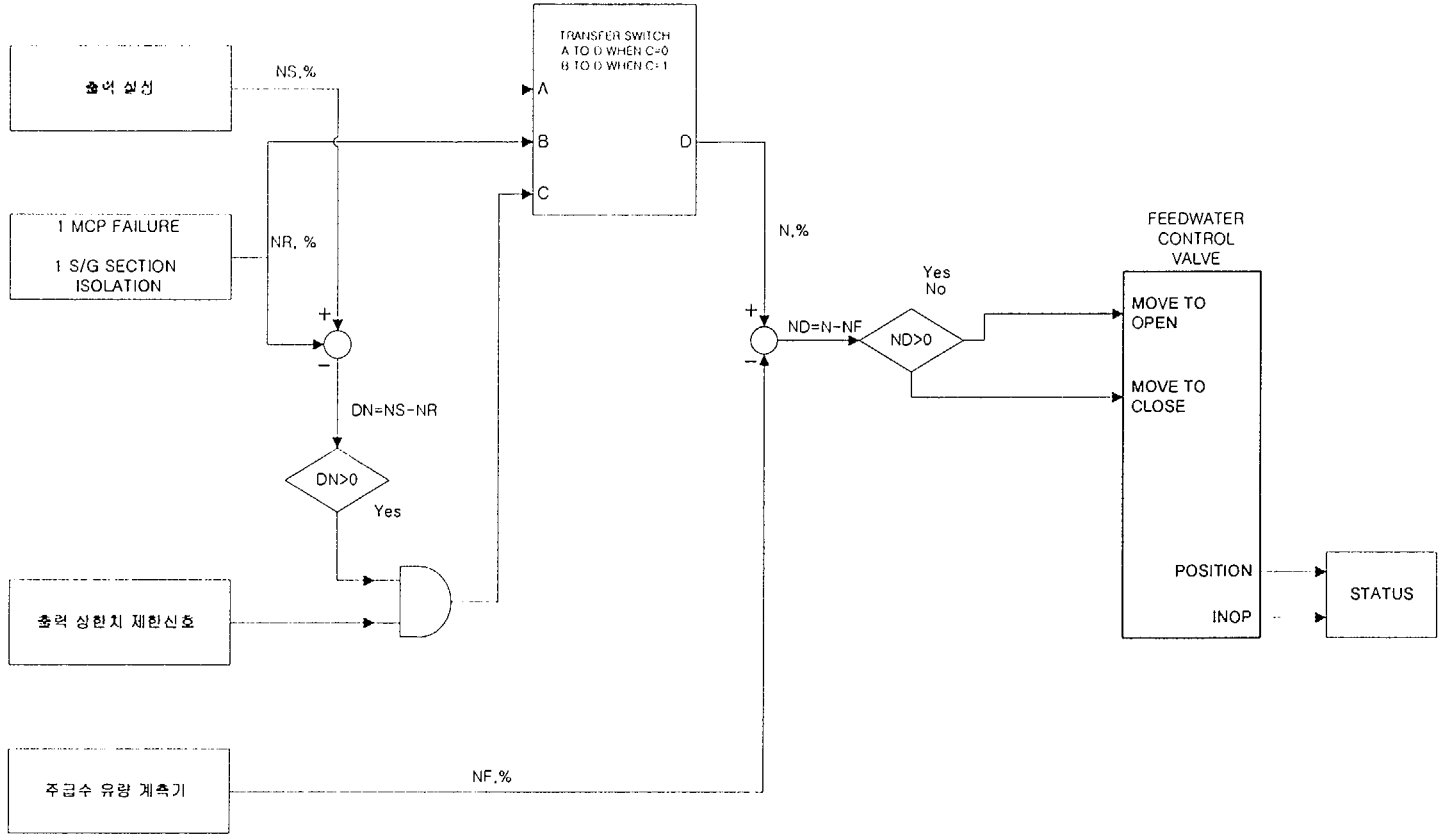 TRANSFER SWITCH
A TO D WHEN C=0
B TO D WHEN C=1
출력 설정
NS,%
A
B
D
C
1 MCP FAILURE
1 S/G SECTION
ISOLATION
NR, %
N,%
FEEDWATER
CONTROL
VALVE
Yes
No
+
+
ND=N-NF
ND>0
MOVE TO
OPEN
−
−
MOVE TO
CLOSE
DN=NS-NR
DN>0
Yes
POSITION
STATUS
INOP
출력 상한치 제한신호
주급수 유량 계측기
NF,%